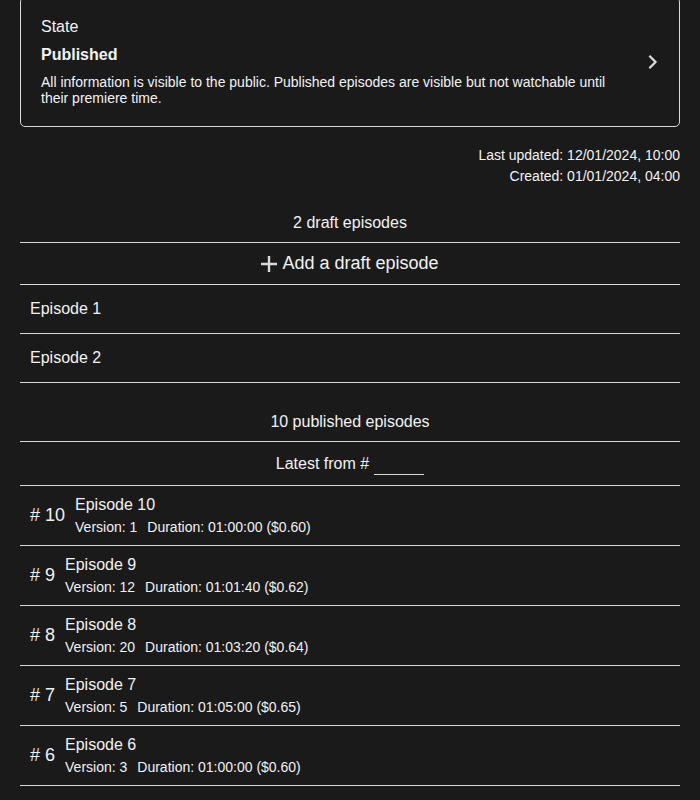 State
Published
All information is visible to the public. Published episodes are visible but not watchable until
their premiere time.
Last updated: 12/01/2024, 10:00
Created: 01/01/2024, 04:00
2 draft episodes
Add a draft episode
Episode 1
Episode 2
10 published episodes
Latest from #
# 10
Episode 10
Version: 1 Duration: 01:00:00 ($0.60)
# 9
Episode 9
Version: 12 Duration: 01:01:40 ($0.62)
# 8
Episode 8
Version: 20 Duration: 01:03:20 ($0.64)
# 7
Episode 7
Version: 5 Duration: 01:05:00 ($0.65)
# 6
Episode 6
Version: 3 Duration: 01:00:00 ($0.60)